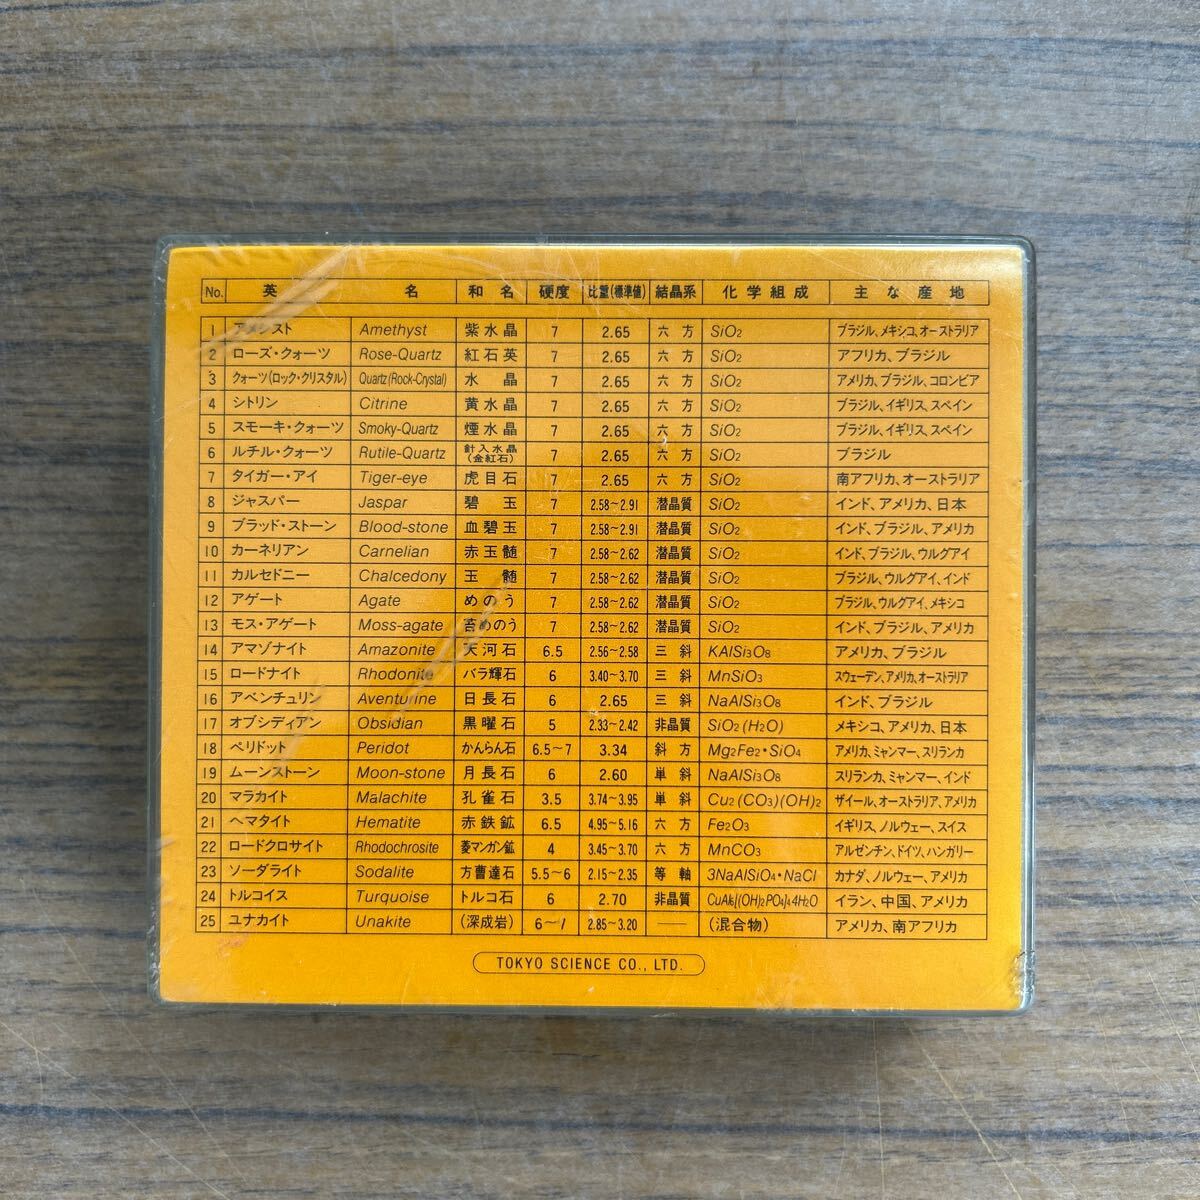 No. 英 名 和名 硬度 比重(標準値) 結晶系 化学組成 主な産地
1 アメシスト Amethyst 紫水晶 7 2.65 六方 SiO2 ブラジル、メキシコ、オーストラリア
2 ローズ・クォーツ Rose-Quartz 紅石英 7 2.65 六方 SiO2 アフリカ、ブラジル
3 クォーツ(ロック・クリスタル) Quartz(Rock-Crystal) 水晶 7 2.65 六方 SiO2 アメリカ、ブラジル、コロンビア
4 シトリン Citrine 黄水晶 7 2.65 六方 SiO2 ブラジル、イギリス、スペイン
5 スモーキ・クォーツ Smoky-Quartz 煙水晶 7 2.65 六方 SiO2 ブラジル、イギリス、スペイン
6 ルチル・クォーツ Rutile-Quartz 針入水晶(金紅石) 7 2.65 六方 SiO2 ブラジル
7 タイガー・アイ Tiger-eye 虎目石 7 2.65 六方 SiO2 南アフリカ、オーストラリア
8 ジャスパー Jaspar 碧玉 7 2.58~2.91 潜晶質 SiO2 インド、アメリカ、日本
9 ブラッド・ストーン Blood-stone 血碧玉 7 2.58~2.91 潜晶質 SiO2 インド、ブラジル、アメリカ
10 カーネリアン Carnelian 赤玉髄 7 2.58~2.62 潜晶質 SiO2 インド、ブラジル、ウルグアイ
11 カルセドニー Chalcedony 玉髄 7 2.58~2.62 潜晶質 SiO2 ブラジル、ウルグアイ、インド
12 アゲート Agate めのう 7 2.58~2.62 潜晶質 SiO2 ブラジル、ウルグアイ、メキシコ
13 モス・アゲート Moss-agate 苔めのう 7 2.58~2.62 潜晶質 SiO2 インド、ブラジル、アメリカ
14 アマゾナイト Amazonite 天河石 6.5 2.56~2.58 三斜 KAlSi3O8 アメリカ、ブラジル
15 ロードナイト Rhodonite バラ輝石 6 3.40~3.70 三斜 MnSiO3 スウェーデン、アメリカ、オーストラリア
16 アベンチュリン Aventurine 日長石 6 2.65 三斜 NaAlSi3O8 インド、ブラジル
17 オブシディアン Obsidian 黒曜石 5 2.33~2.42 非晶質 SiO2(H2O) メキシコ、アメリカ、日本
18 ペリドット Peridot かんらん石 6.5~7 3.34 斜方 Mg2Fe2・SiO4 アメリカ、ミャンマー、スリランカ
19 ムーンストーン Moon-stone 月長石 6 2.60 単斜 NaAlSi3O8 スリランカ、ミャンマー、インド
20 マラカイト Malachite 孔雀石 3.5 3.74~3.95 単斜 Cu2(CO3)(OH)2 ザイール、オーストラリア、アメリカ
21 ヘマタイト Hematite 赤鉄鉱 6.5 4.95~5.16 六方 Fe2O3 イギリス、ノルウェー、スイス
22 ロードクロサイト Rhodochrosite 菱マンガン鉱 4 3.45~3.70 六方 MnCO3 アルゼンチン、ドイツ、ハンガリー
23 ソーダライト Sodalite 方曹達石 5.5~6 2.15~2.35 等軸 3NaAlSiO4・NaCl カナダ、ノルウェー、アメリカ
24 トルコイス Turquoise トルコ石 6 2.70 非晶質 CuAl6[(OH)2PO4]44H2O イラン、中国、アメリカ
25 ユナカイト Unakite (深成岩) 6~7 2.85~3.20 —— (混合物) アメリカ、南アフリカ
TOKYO SCIENCE CO., LTD.